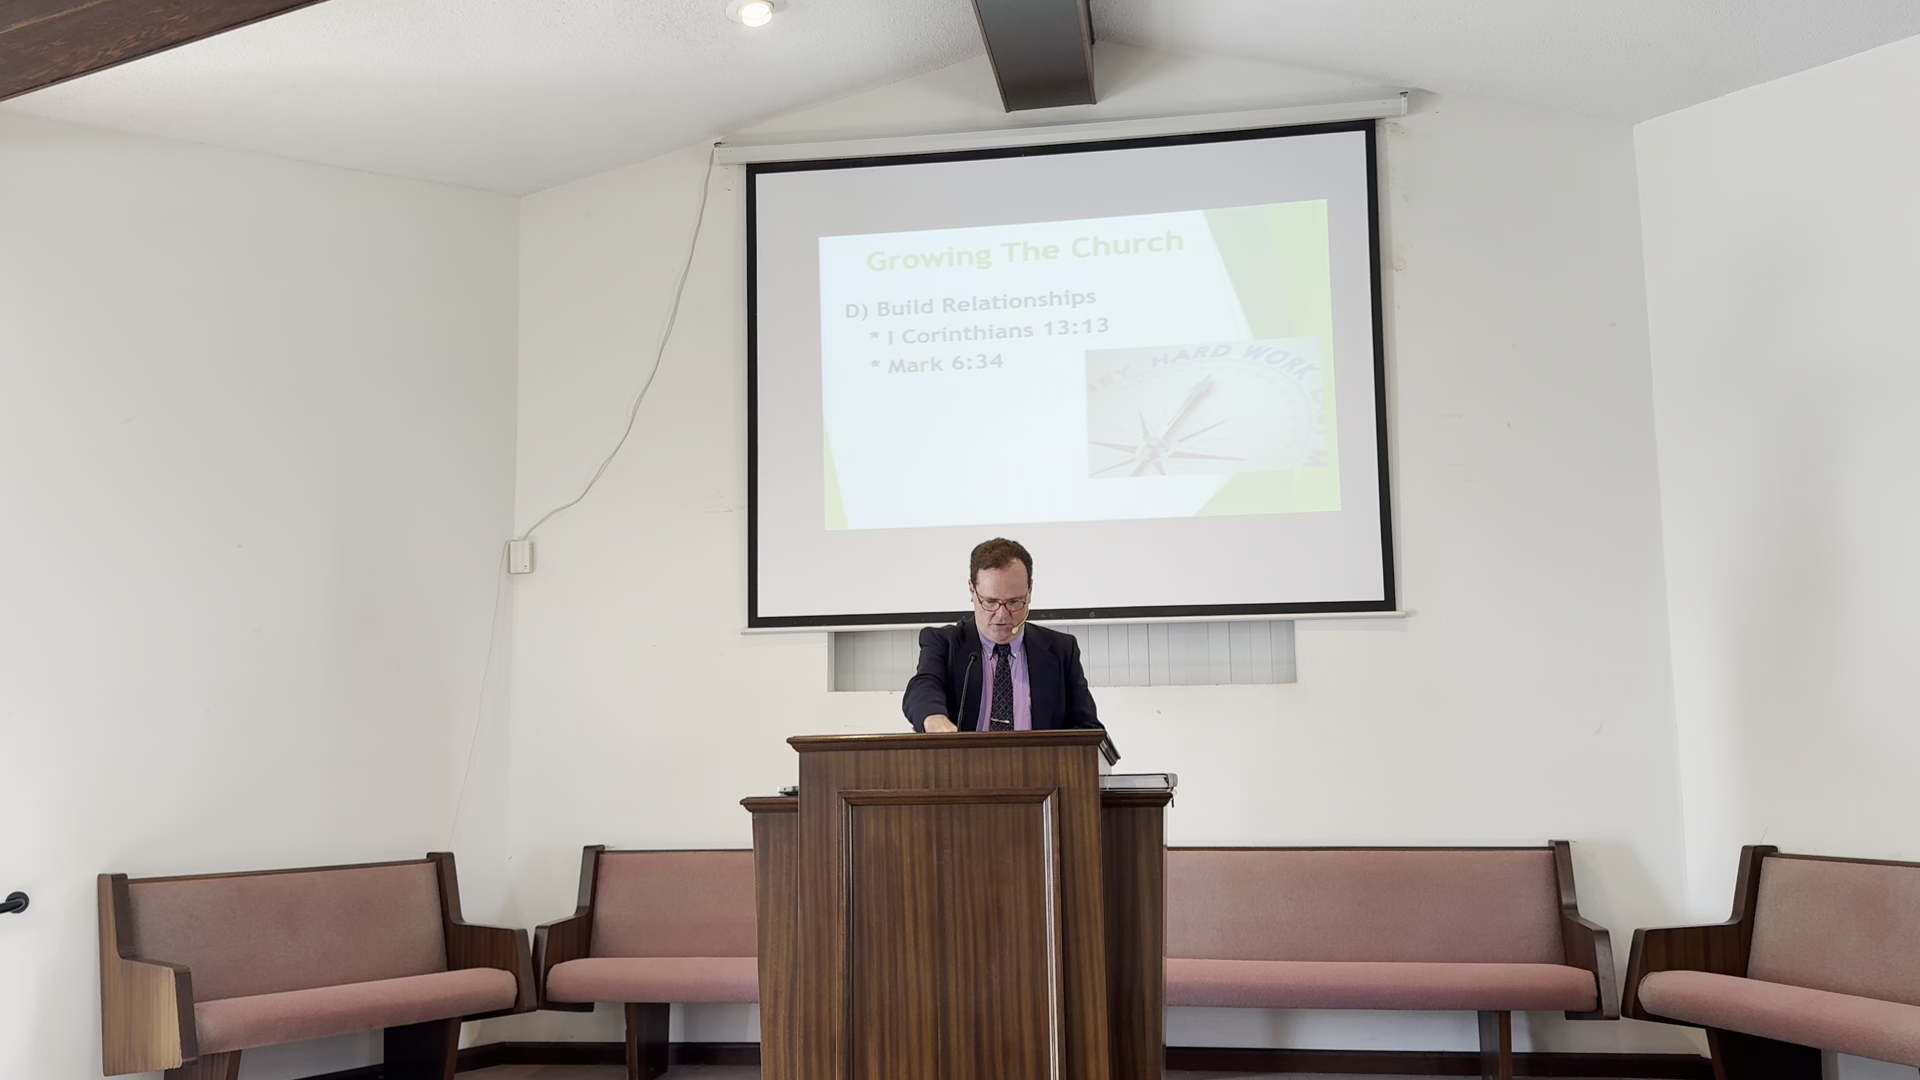 Growing The Church
D) Build Relationships
* I Corinthians 13:13
* Mark 6:34
HARD WORK